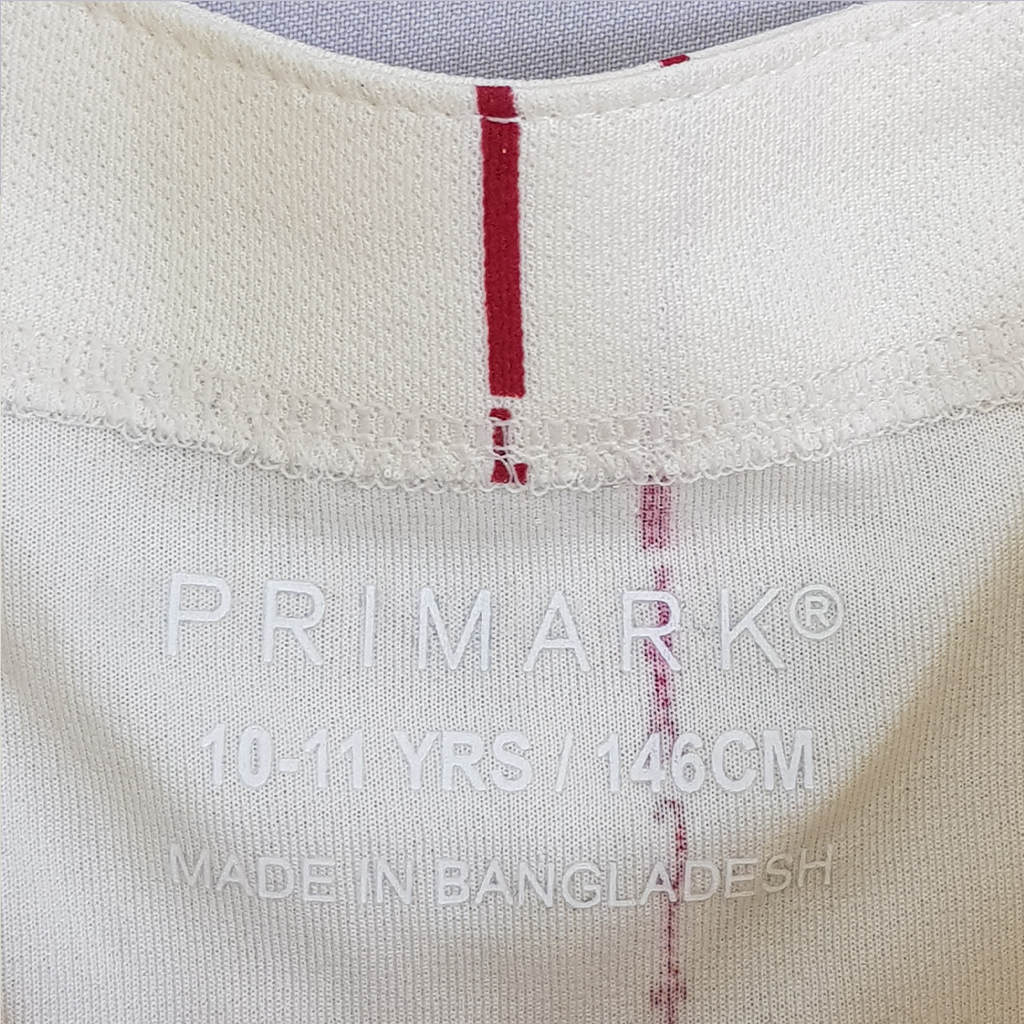 PRIMARK®
10-11 YRS / 146CM
MADE IN BANGLADESH